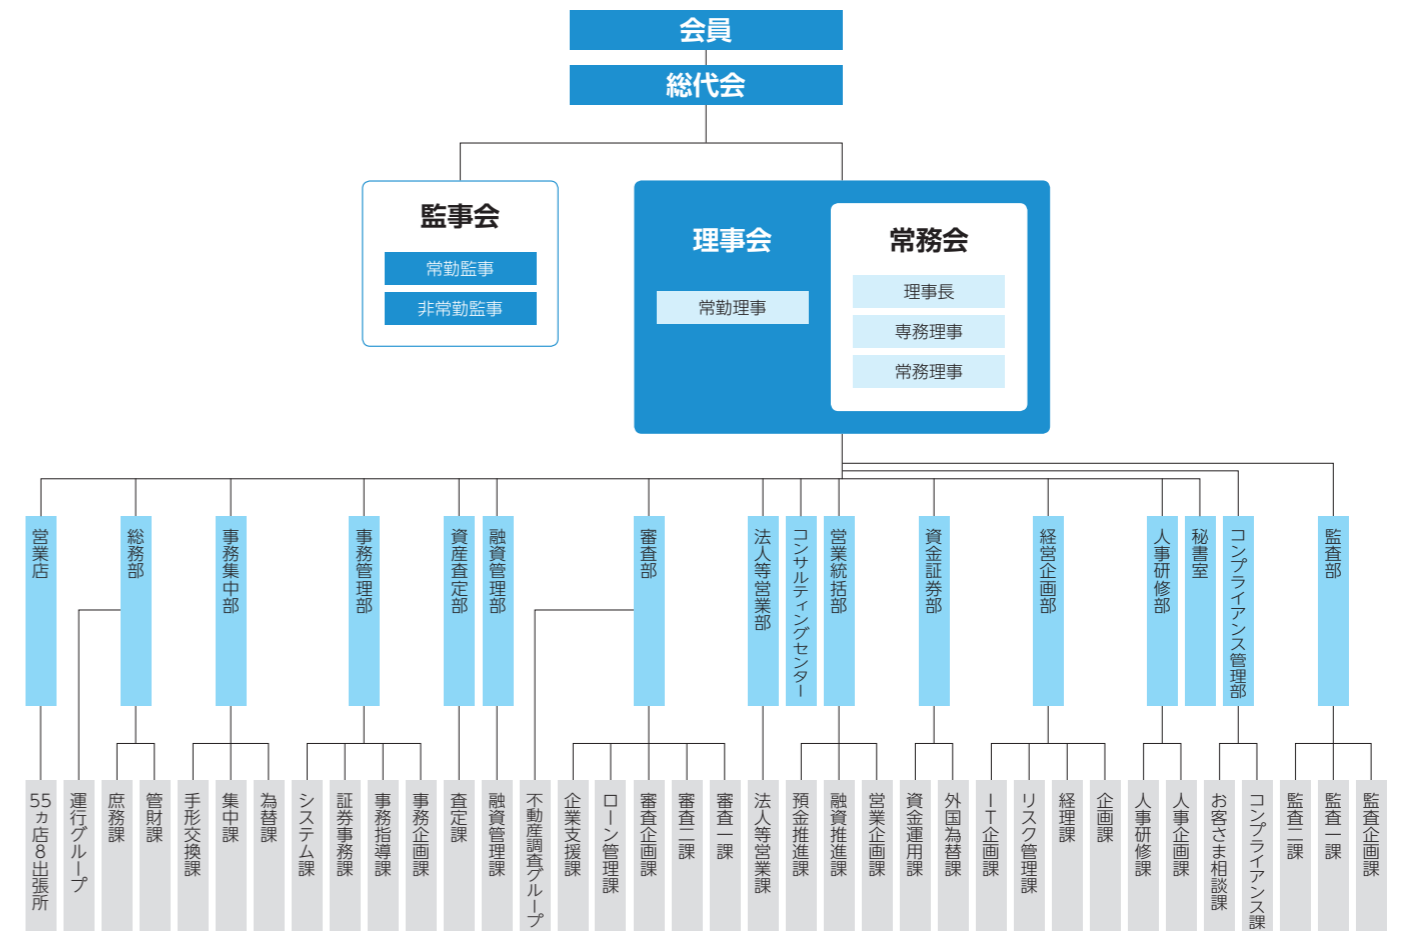 会員
総代会
監事会
常勤監事
非常勤監事
理事会
常勤理事
常務会
理事長
専務理事
常務理事
営業店
総務部
事務集中部
事務管理部
資産査定部
融資管理部
審査部
法人等営業部
コンサルティングセンター
営業統括部
資金証券部
経営企画部
人事研修部
秘書室
コンプライアンス管理部
監査部
55ヵ店8出張所
運行グループ
庶務課
管財課
手形交換課
集中課
為替課
システム課
証券事務課
事務指導課
事務企画課
査定課
融資管理課
不動産調査グループ
企業支援課
ローン管理課
審査企画課
審査二課
審査一課
法人等営業課
預金推進課
融資推進課
営業企画課
資金運用課
外国為替課
IT企画課
リスク管理課
経理課
企画課
人事研修課
人事企画課
お客さま相談課
コンプライアンス課
監査二課
監査一課
監査企画課